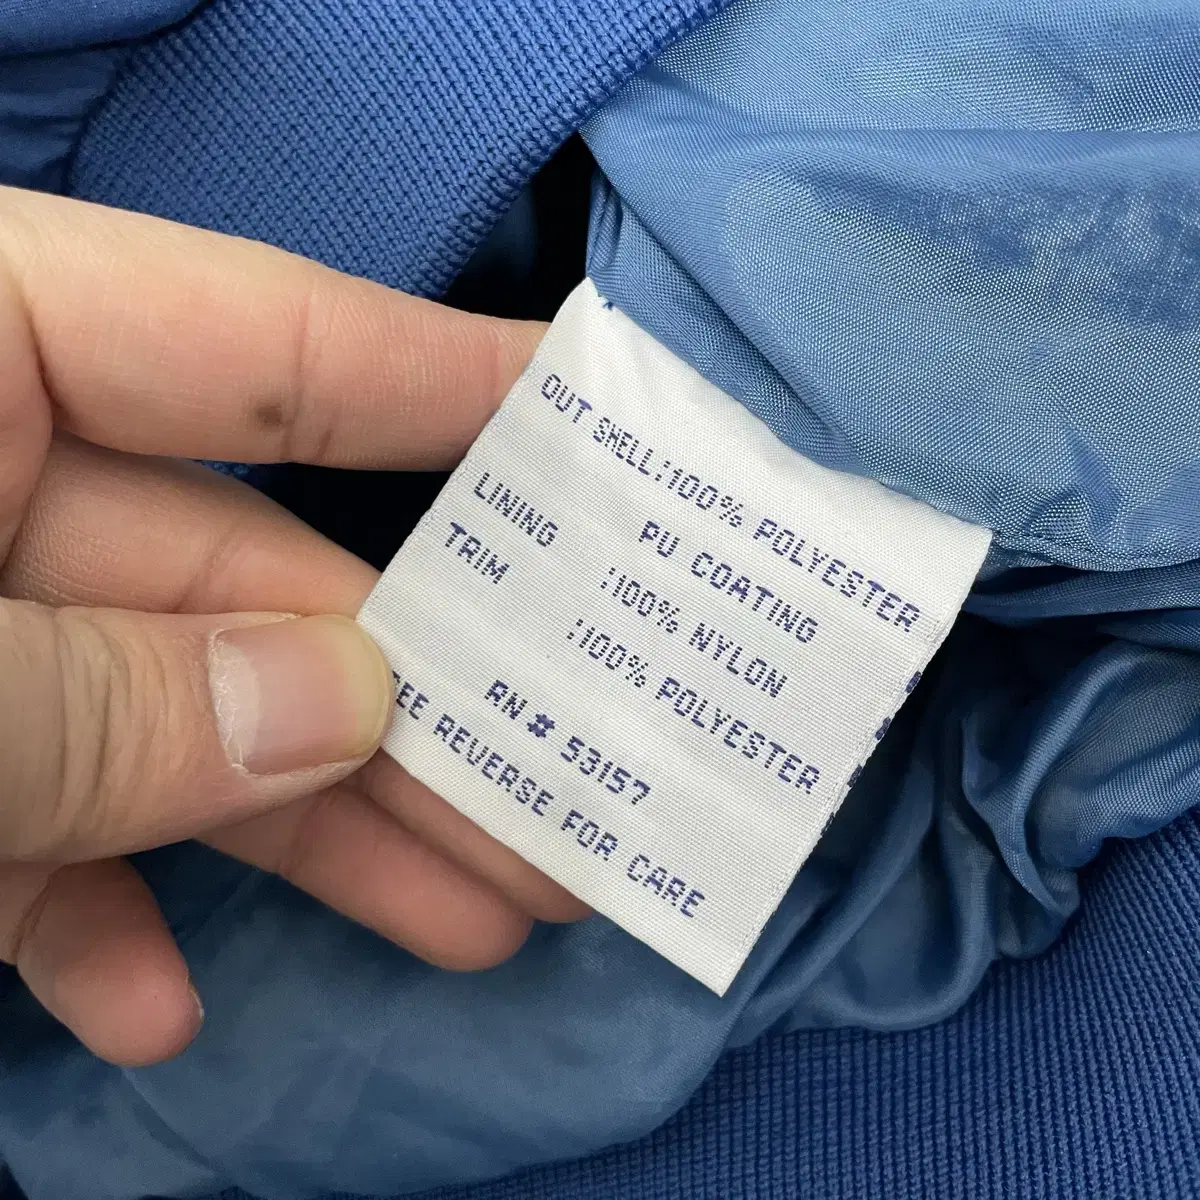 OUT SHELL:100% POLYESTER
PU COATING
LINING :100% NYLON
TRIM :100% POLYESTER
RN# 53157
SEE REVERSE FOR CARE